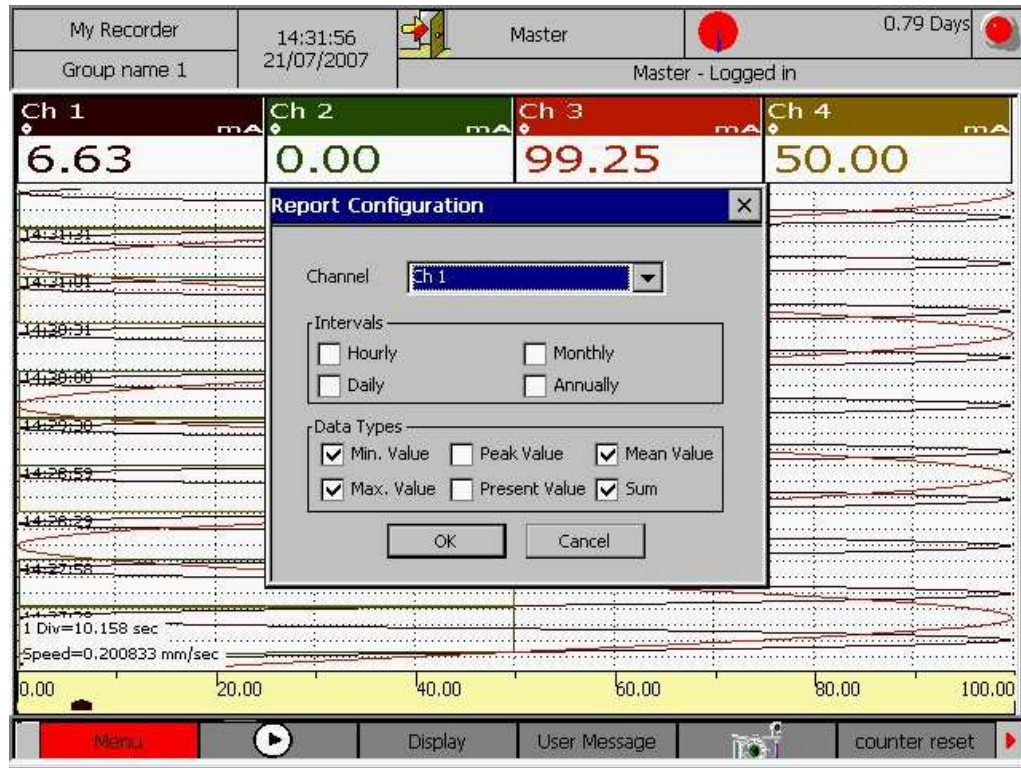 My Recorder
Group name 1
14:31:56
21/07/2007
Master
0.79 Days
Master - Logged in
Ch 1
mA
6.63
Ch 2
mA
0.00
Ch 3
mA
99.25
Ch 4
mA
50.00
Report Configuration
Channel
Ch 1
Intervals
Hourly
Monthly
Daily
Annually
Data Types
Min. Value
Peak Value
Mean Value
Max. Value
Present Value
Sum
OK
Cancel
14:31:31
14:31:01
14:30:31
14:30:00
14:29:30
14:28:59
14:28:29
14:27:58
14:27:28
1 Div=10.158 sec
Speed=0.200833 mm/sec
0.00 20.00 40.00 60.00 80.00 100.00
Menu
Display
User Message
counter reset